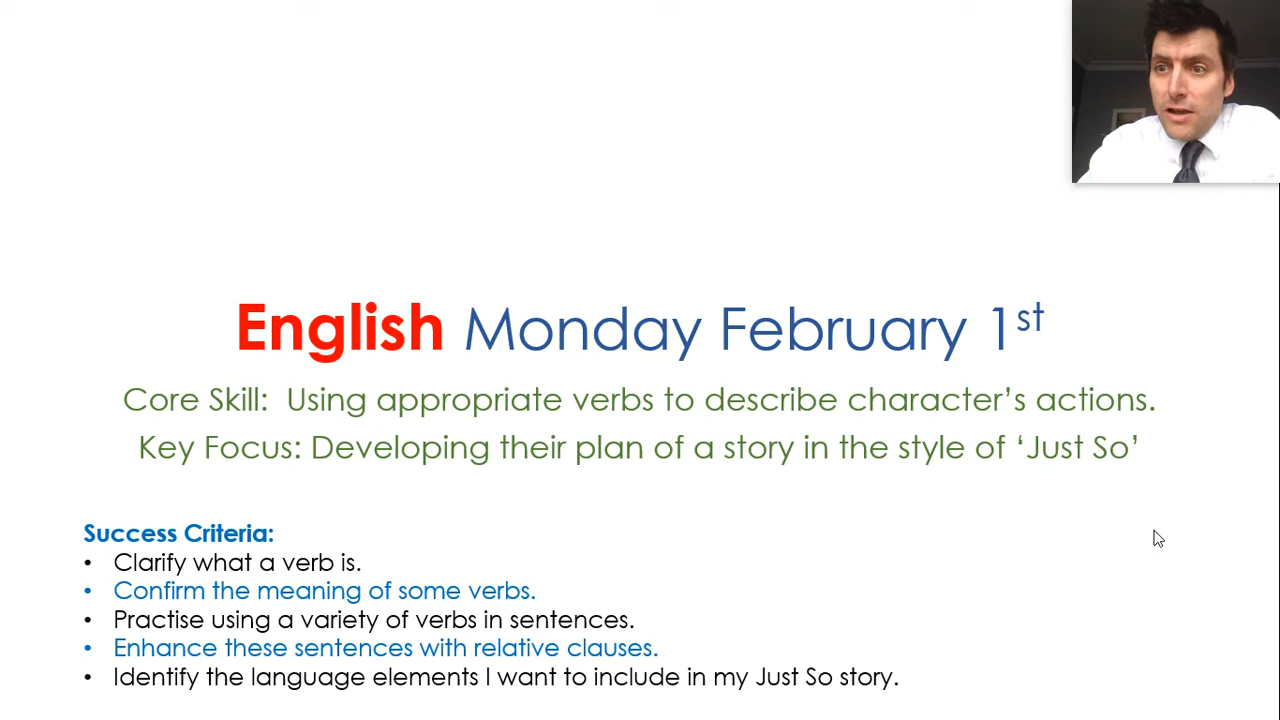 English Monday February 1st
Core Skill:  Using appropriate verbs to describe character’s actions.
Key Focus: Developing their plan of a story in the style of ‘Just So’
Success Criteria:
• Clarify what a verb is.
• Confirm the meaning of some verbs.
• Practise using a variety of verbs in sentences.
• Enhance these sentences with relative clauses.
• Identify the language elements I want to include in my Just So story.